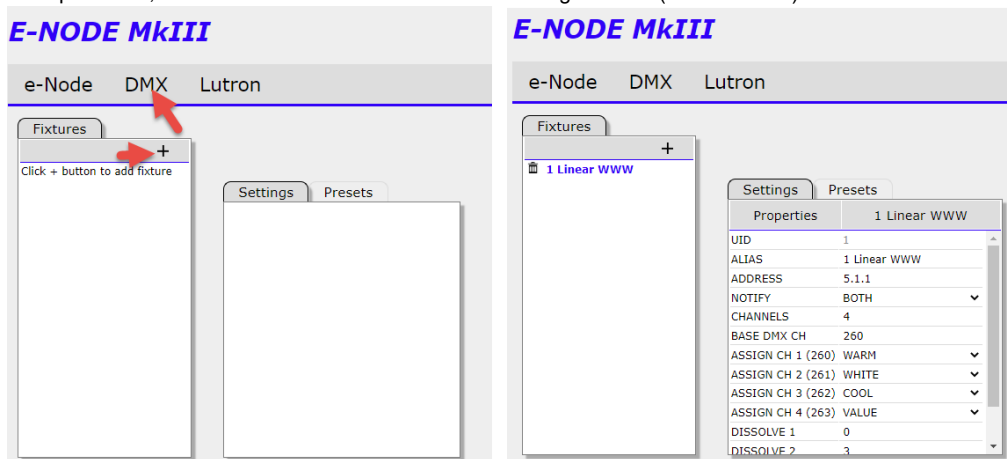 E-NODE MkIII
e-Node DMX Lutron
Fixtures
+
Click + button to add fixture
Settings Presets
E-NODE MkIII
e-Node DMX Lutron
Fixtures
+
1 Linear WWW
Settings Presets
Properties 1 Linear WWW
UID 1
ALIAS 1 Linear WWW
ADDRESS 5.1.1
NOTIFY BOTH
CHANNELS 4
BASE DMX CH 260
ASSIGN CH 1 (260) WARM
ASSIGN CH 2 (261) WHITE
ASSIGN CH 3 (262) COOL
ASSIGN CH 4 (263) VALUE
DISSOLVE 1 0
DISSOLVE 2 3